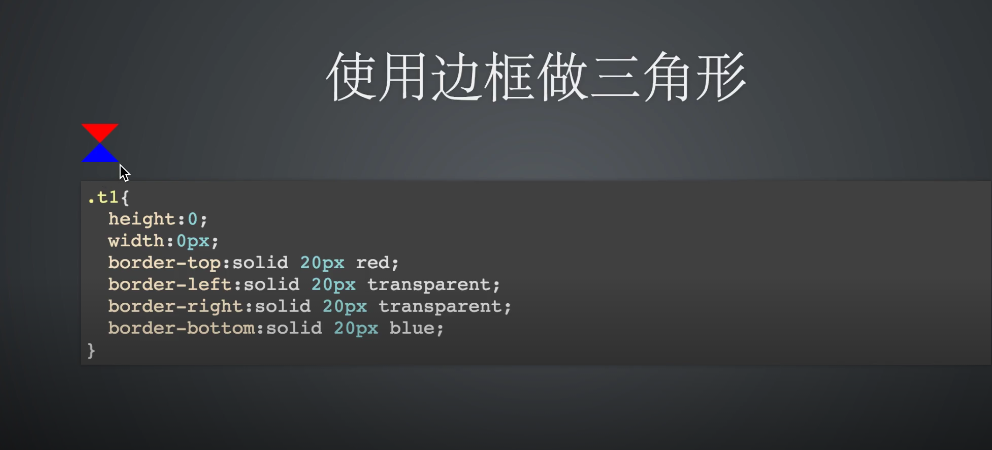 使用边框做三角形
.t1{
  height:0;
  width:0px;
  border-top:solid 20px red;
  border-left:solid 20px transparent;
  border-right:solid 20px transparent;
  border-bottom:solid 20px blue;
}